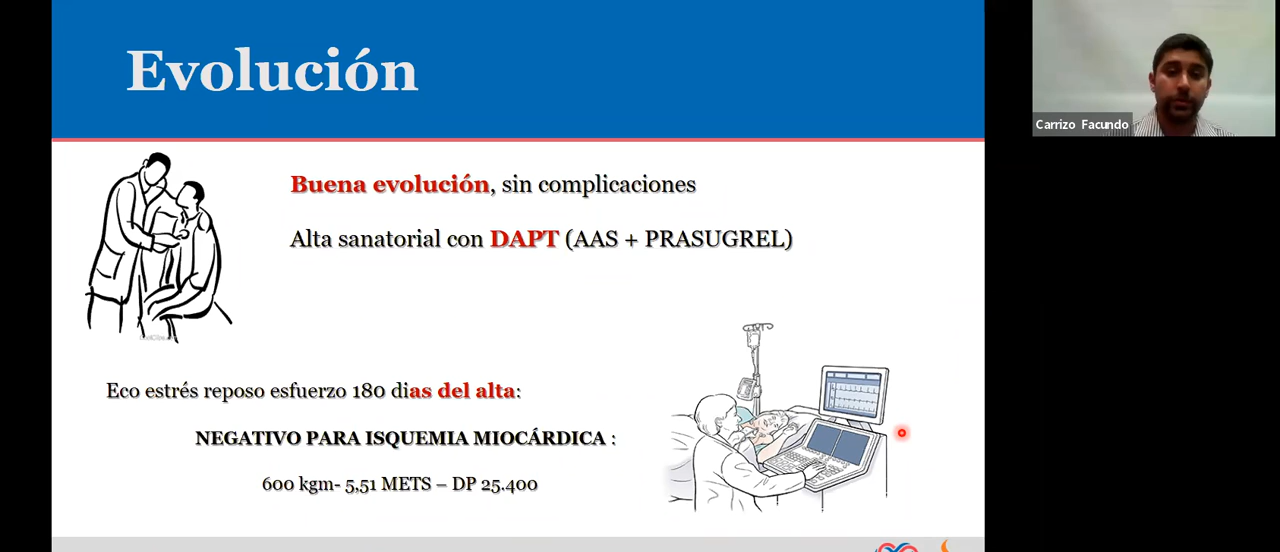 Evolución
Carrizo Facundo
Buena evolución, sin complicaciones
Alta sanatorial con DAPT (AAS + PRASUGREL)
Eco estrés reposo esfuerzo 180 dias del alta:
NEGATIVO PARA ISQUEMIA MIOCÁRDICA :
600 kgm- 5,51 METS – DP 25.400